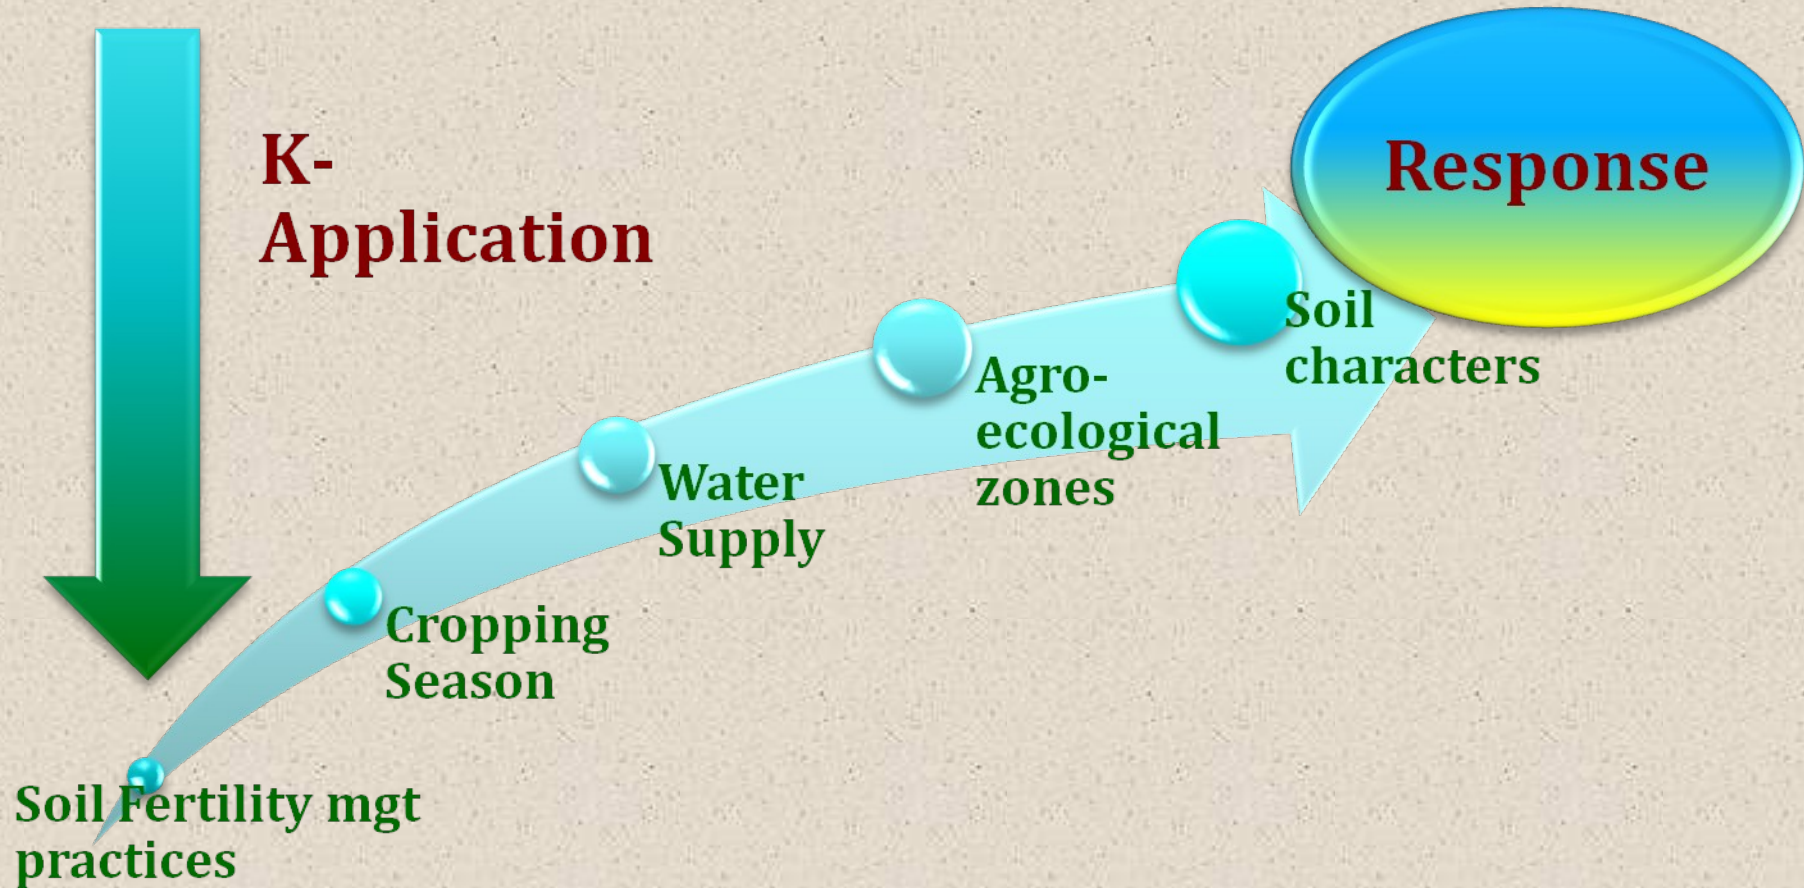 K-
Application
Response
Soil
characters
Agro-
ecological
zones
Water
Supply
Cropping
Season
Soil Fertility mgt
practices